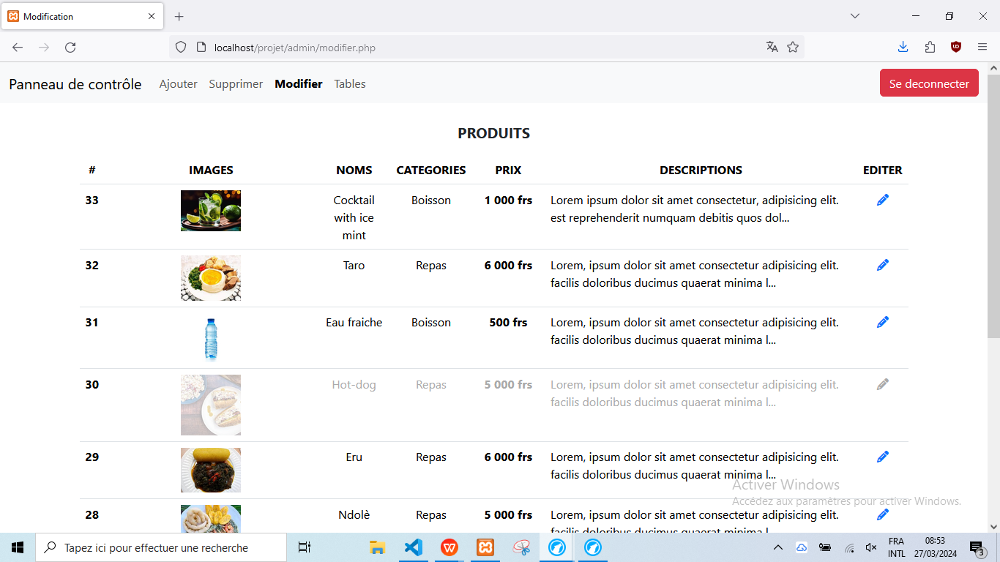 Modification
localhost/projet/admin/modifier.php
Panneau de contrôle Ajouter Supprimer Modifier Tables Se deconnecter
PRODUITS
# IMAGES NOMS CATEGORIES PRIX DESCRIPTIONS EDITER
33 Cocktail with ice mint Boisson 1 000 frs Lorem ipsum dolor sit amet consectetur, adipisicing elit.
est reprehenderit numquam debitis quos dol...
32 Taro Repas 6 000 frs Lorem, ipsum dolor sit amet consectetur adipisicing elit.
facilis doloribus ducimus quaerat minima l...
31 Eau fraiche Boisson 500 frs Lorem, ipsum dolor sit amet consectetur adipisicing elit.
facilis doloribus ducimus quaerat minima l...
30 Hot-dog Repas 5 000 frs Lorem, ipsum dolor sit amet consectetur adipisicing elit.
facilis doloribus ducimus quaerat minima l...
29 Eru Repas 6 000 frs Lorem, ipsum dolor sit amet consectetur adipisicing elit.
facilis doloribus ducimus quaerat minima l...
28 Ndolè Repas 5 000 frs Lorem, ipsum dolor sit amet consectetur adipisicing elit.
facilis doloribus ducimus quaerat minima l...
Activer Windows
Accédez aux paramètres pour activer Windows.
Tapez ici pour effectuer une recherche
FRA
INTL
08:53
27/03/2024
3